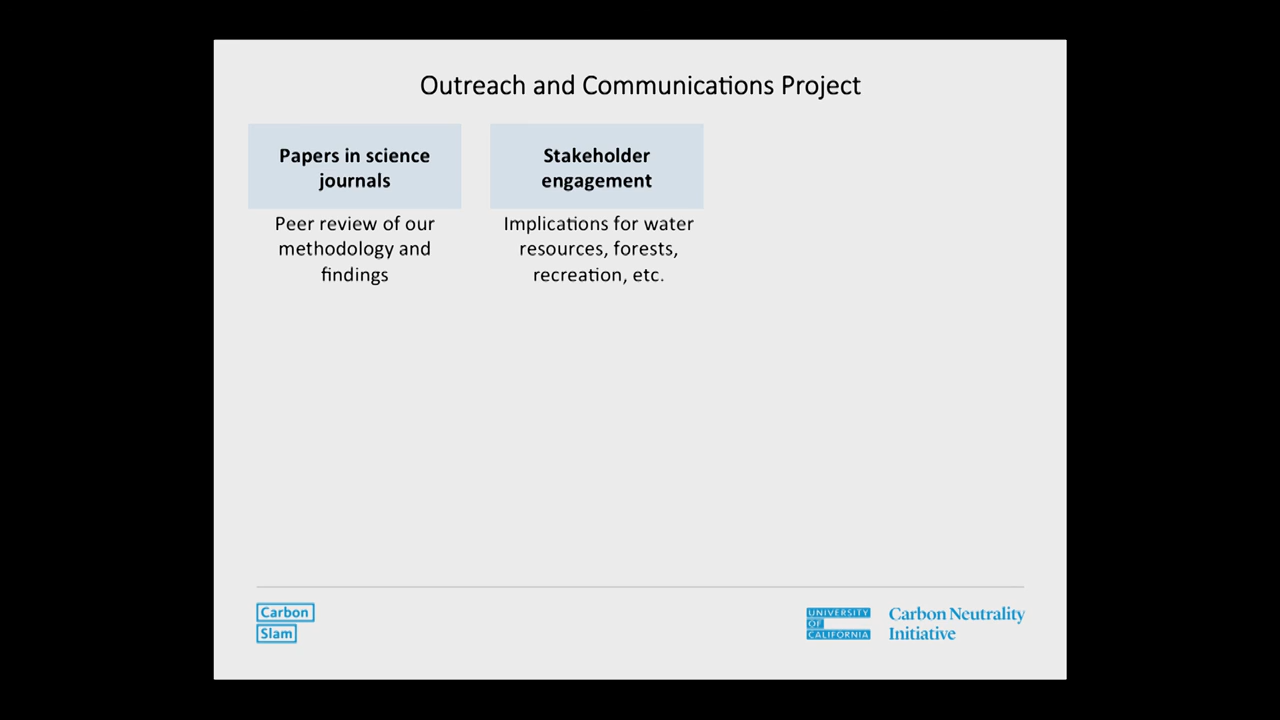 Outreach and Communications Project
Papers in science
journals
Peer review of our
methodology and
findings
Stakeholder
engagement
Implications for water
resources, forests,
recreation, etc.
Carbon
Slam
UNIVERSITY
OF
CALIFORNIA
Carbon Neutrality
Initiative